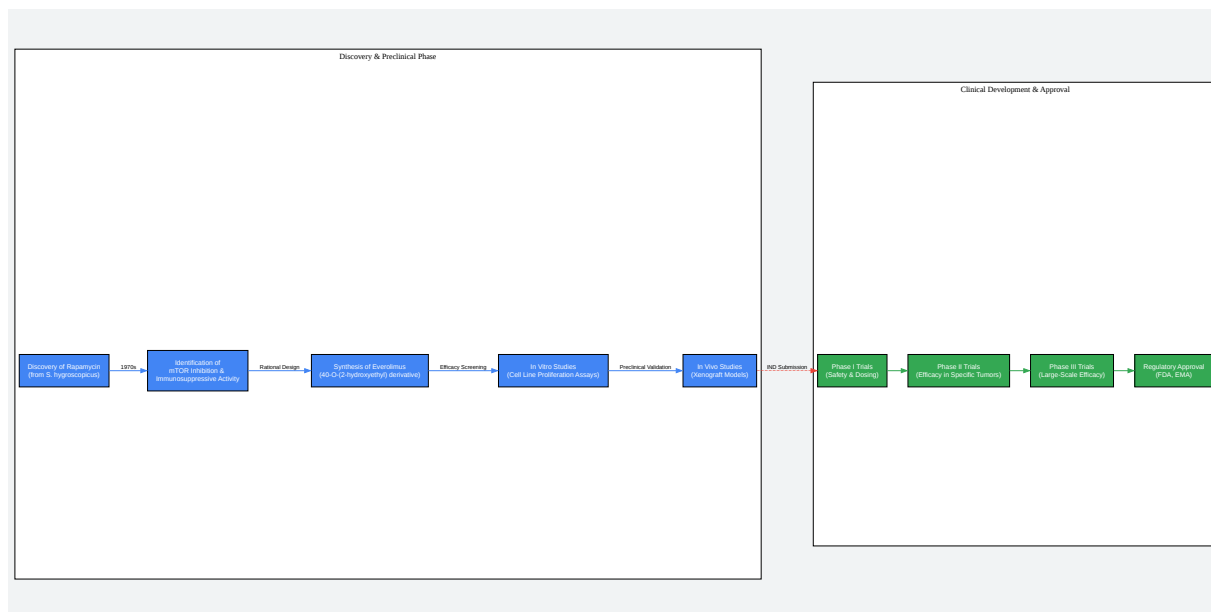 Discovery & Preclinical Phase
Discovery of Rapamycin
(from S. hygroscopicus)
1970s
Identification of
mTOR Inhibition &
Immunosuppressive Activity
Rational Design
Synthesis of Everolimus
(40-O-(2-hydroxyethyl) derivative)
Efficacy Screening
In Vitro Studies
(Cell Line Proliferation Assays)
Preclinical Validation
In Vivo Studies
(Xenograft Models)
IND Submission
Clinical Development & Approval
Phase I Trials
(Safety & Dosing)
Phase II Trials
(Efficacy in Specific Tumors)
Phase III Trials
(Large-Scale Efficacy)
Regulatory Approval
(FDA, EMA)